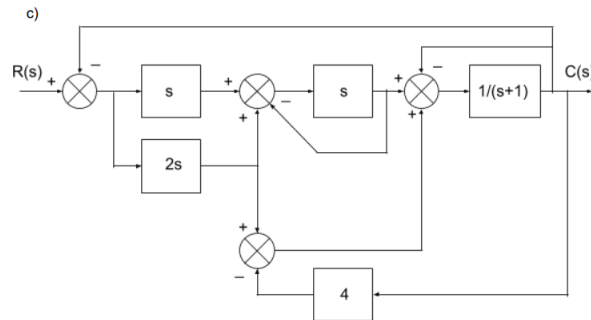 c)
R(s) + − s + − + s + − + 1/(s+1) C(s)
2s
+ −
4